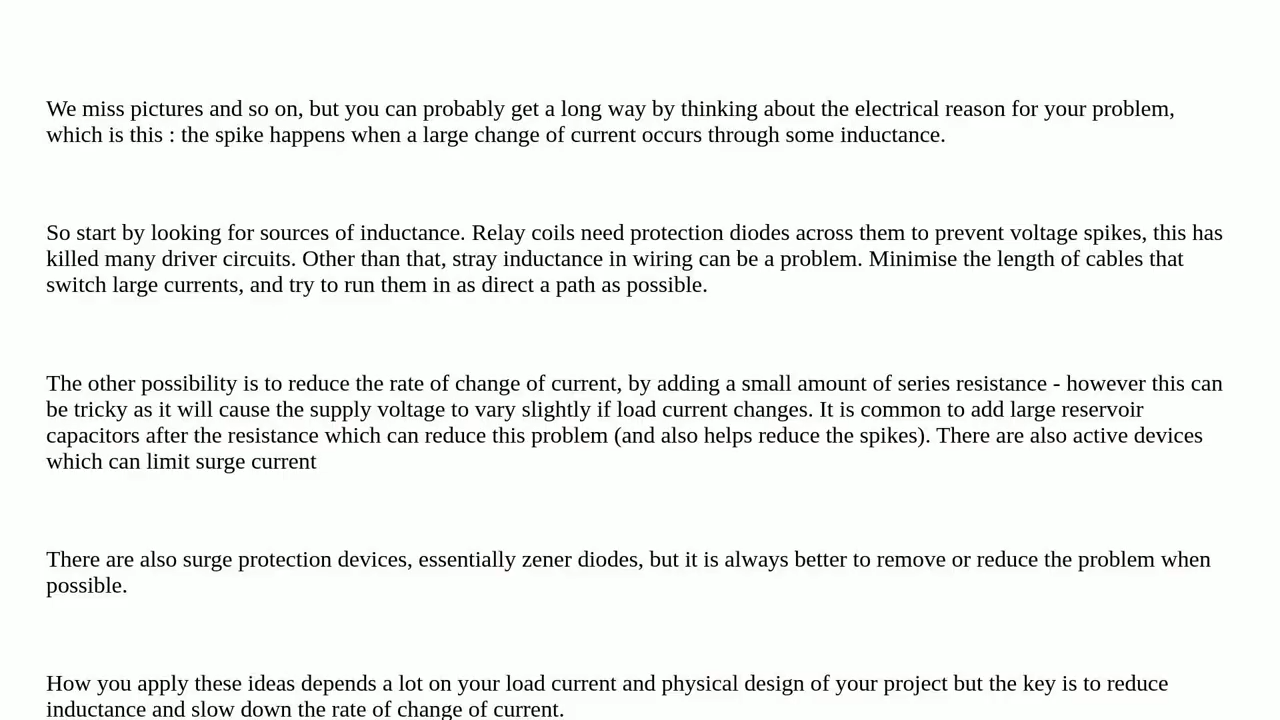 We miss pictures and so on, but you can probably get a long way by thinking about the electrical reason for your problem,
which is this : the spike happens when a large change of current occurs through some inductance.
So start by looking for sources of inductance. Relay coils need protection diodes across them to prevent voltage spikes, this has
killed many driver circuits. Other than that, stray inductance in wiring can be a problem. Minimise the length of cables that
switch large currents, and try to run them in as direct a path as possible.
The other possibility is to reduce the rate of change of current, by adding a small amount of series resistance - however this can
be tricky as it will cause the supply voltage to vary slightly if load current changes. It is common to add large reservoir
capacitors after the resistance which can reduce this problem (and also helps reduce the spikes). There are also active devices
which can limit surge current
There are also surge protection devices, essentially zener diodes, but it is always better to remove or reduce the problem when
possible.
How you apply these ideas depends a lot on your load current and physical design of your project but the key is to reduce
inductance and slow down the rate of change of current.